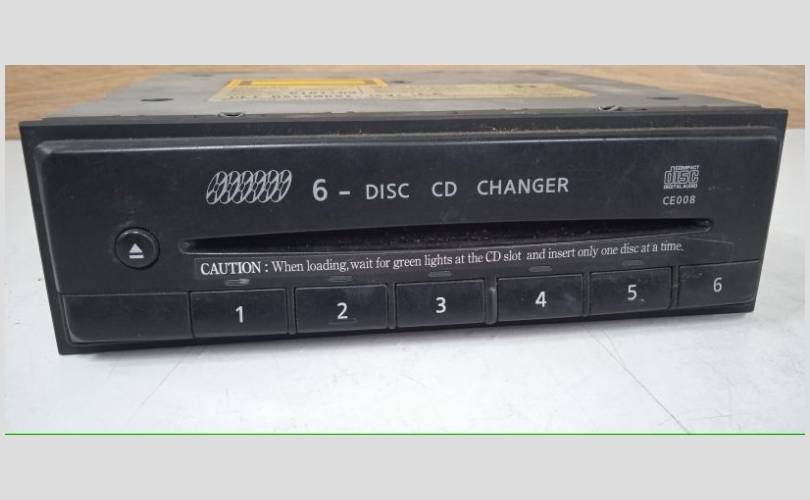 6 - DISC CD CHANGER
COMPACT
disc
DIGITAL AUDIO
CE008
CAUTION : When loading, wait for green lights at the CD slot and insert only one disc at a time.
1 2 3 4 5 6